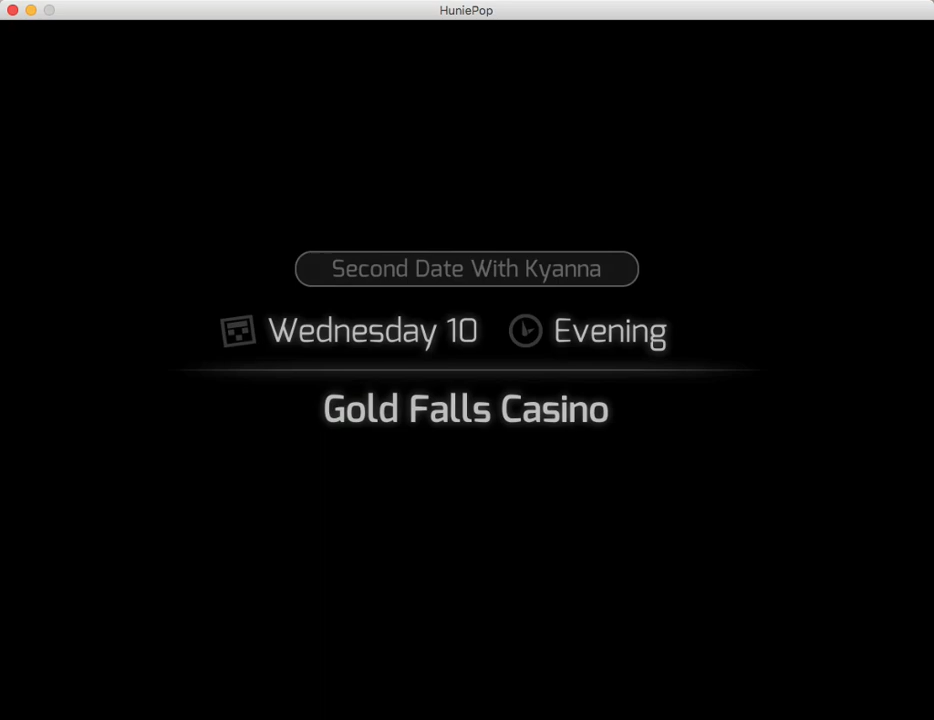 HuniePop
Second Date With Kyanna
Wednesday 10 Evening
Gold Falls Casino